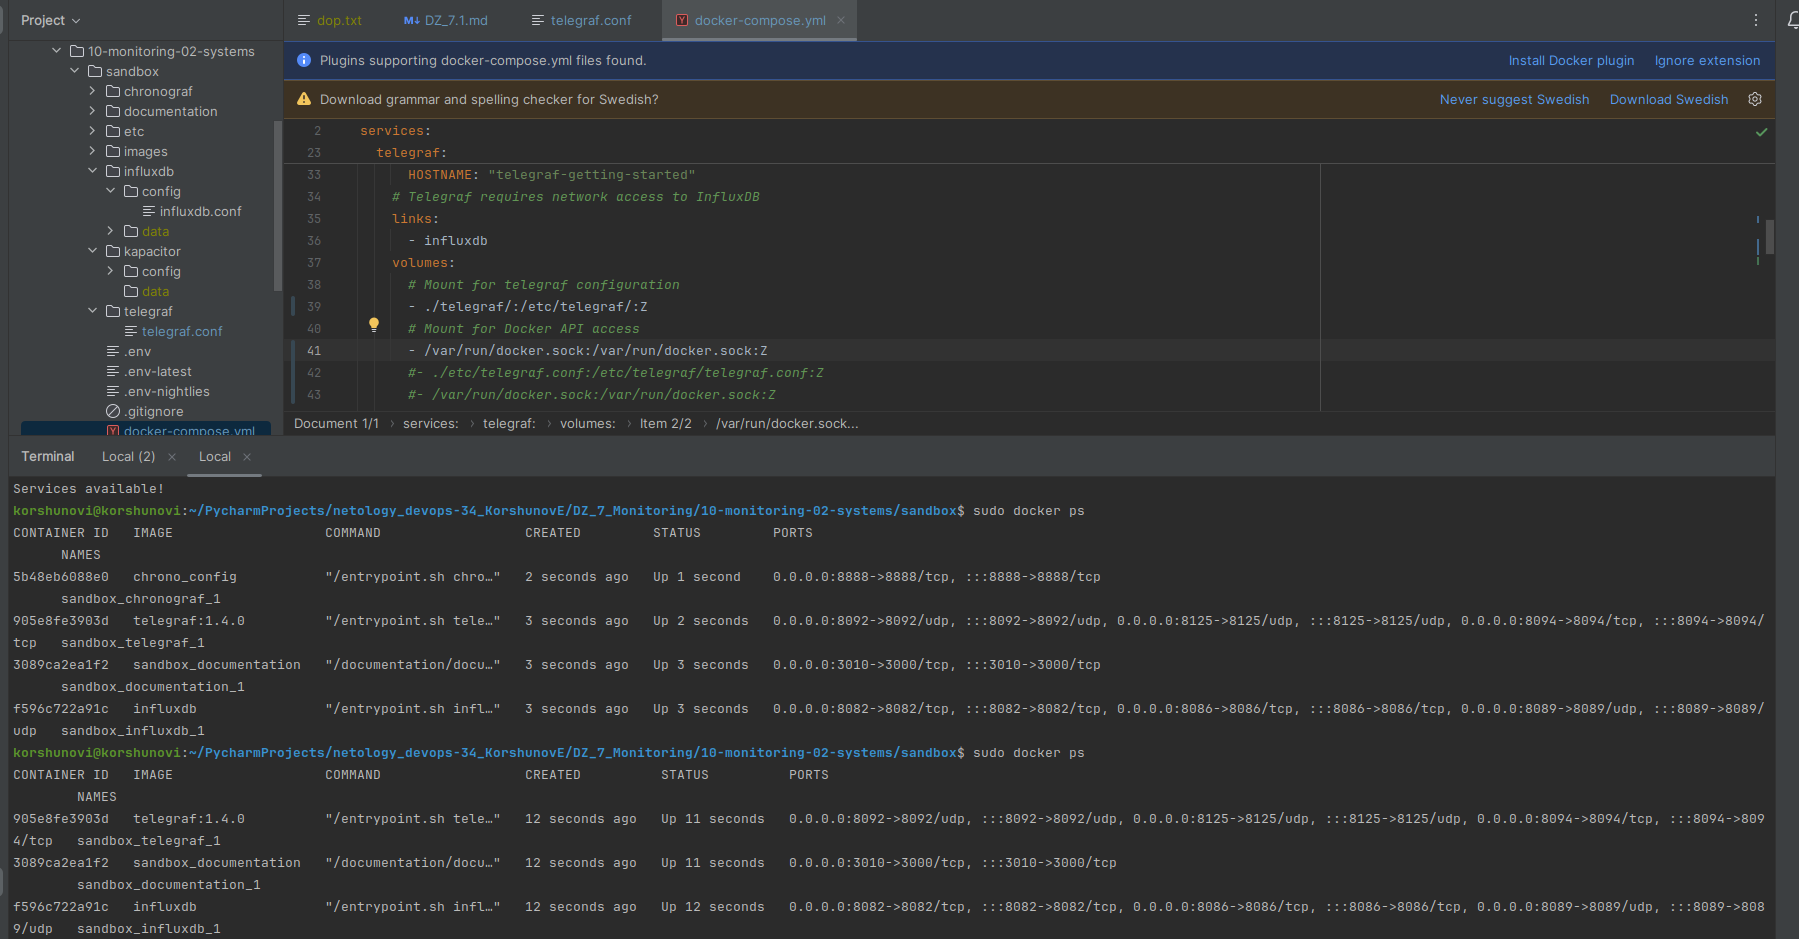 Project
dop.txt
M↓ DZ_7.1.md
telegraf.conf
docker-compose.yml
10-monitoring-02-systems
sandbox
chronograf
documentation
etc
images
influxdb
config
influxdb.conf
data
kapacitor
config
data
telegraf
telegraf.conf
.env
.env-latest
.env-nightlies
.gitignore
docker-compose.yml
Plugins supporting docker-compose.yml files found.
Install Docker plugin Ignore extension
Download grammar and spelling checker for Swedish?
Never suggest Swedish Download Swedish
2 services:
23 telegraf:
33 HOSTNAME: "telegraf-getting-started"
34 # Telegraf requires network access to InfluxDB
35 links:
36 - influxdb
37 volumes:
38 # Mount for telegraf configuration
39 - ./telegraf/:/etc/telegraf/:Z
40 # Mount for Docker API access
41 - /var/run/docker.sock:/var/run/docker.sock:Z
42 #- ./etc/telegraf.conf:/etc/telegraf/telegraf.conf:Z
43 #- /var/run/docker.sock:/var/run/docker.sock:Z
Document 1/1 › services: › telegraf: › volumes: › Item 2/2 › /var/run/docker.sock...
Terminal Local (2) × Local ×
Services available!
korshunovi@korshunovi:~/PycharmProjects/netology_devops-34_KorshunovE/DZ_7_Monitoring/10-monitoring-02-systems/sandbox$ sudo docker ps
CONTAINER ID IMAGE COMMAND CREATED STATUS PORTS
NAMES
5b48eb6088e0 chrono_config "/entrypoint.sh chro…" 2 seconds ago Up 1 second 0.0.0.0:8888->8888/tcp, :::8888->8888/tcp
sandbox_chronograf_1
905e8fe3903d telegraf:1.4.0 "/entrypoint.sh tele…" 3 seconds ago Up 2 seconds 0.0.0.0:8092->8092/udp, :::8092->8092/udp, 0.0.0.0:8125->8125/udp, :::8125->8125/udp, 0.0.0.0:8094->8094/tcp, :::8094->8094/
tcp sandbox_telegraf_1
3089ca2ea1f2 sandbox_documentation "/documentation/docu…" 3 seconds ago Up 3 seconds 0.0.0.0:3010->3000/tcp, :::3010->3000/tcp
sandbox_documentation_1
f596c722a91c influxdb "/entrypoint.sh infl…" 3 seconds ago Up 3 seconds 0.0.0.0:8082->8082/tcp, :::8082->8082/tcp, 0.0.0.0:8086->8086/tcp, :::8086->8086/tcp, 0.0.0.0:8089->8089/udp, :::8089->8089/
udp sandbox_influxdb_1
korshunovi@korshunovi:~/PycharmProjects/netology_devops-34_KorshunovE/DZ_7_Monitoring/10-monitoring-02-systems/sandbox$ sudo docker ps
CONTAINER ID IMAGE COMMAND CREATED STATUS PORTS
NAMES
905e8fe3903d telegraf:1.4.0 "/entrypoint.sh tele…" 12 seconds ago Up 11 seconds 0.0.0.0:8092->8092/udp, :::8092->8092/udp, 0.0.0.0:8125->8125/udp, :::8125->8125/udp, 0.0.0.0:8094->8094/tcp, :::8094->809
4/tcp sandbox_telegraf_1
3089ca2ea1f2 sandbox_documentation "/documentation/docu…" 12 seconds ago Up 11 seconds 0.0.0.0:3010->3000/tcp, :::3010->3000/tcp
sandbox_documentation_1
f596c722a91c influxdb "/entrypoint.sh infl…" 12 seconds ago Up 12 seconds 0.0.0.0:8082->8082/tcp, :::8082->8082/tcp, 0.0.0.0:8086->8086/tcp, :::8086->8086/tcp, 0.0.0.0:8089->8089/udp, :::8089->808
9/udp sandbox_influxdb_1